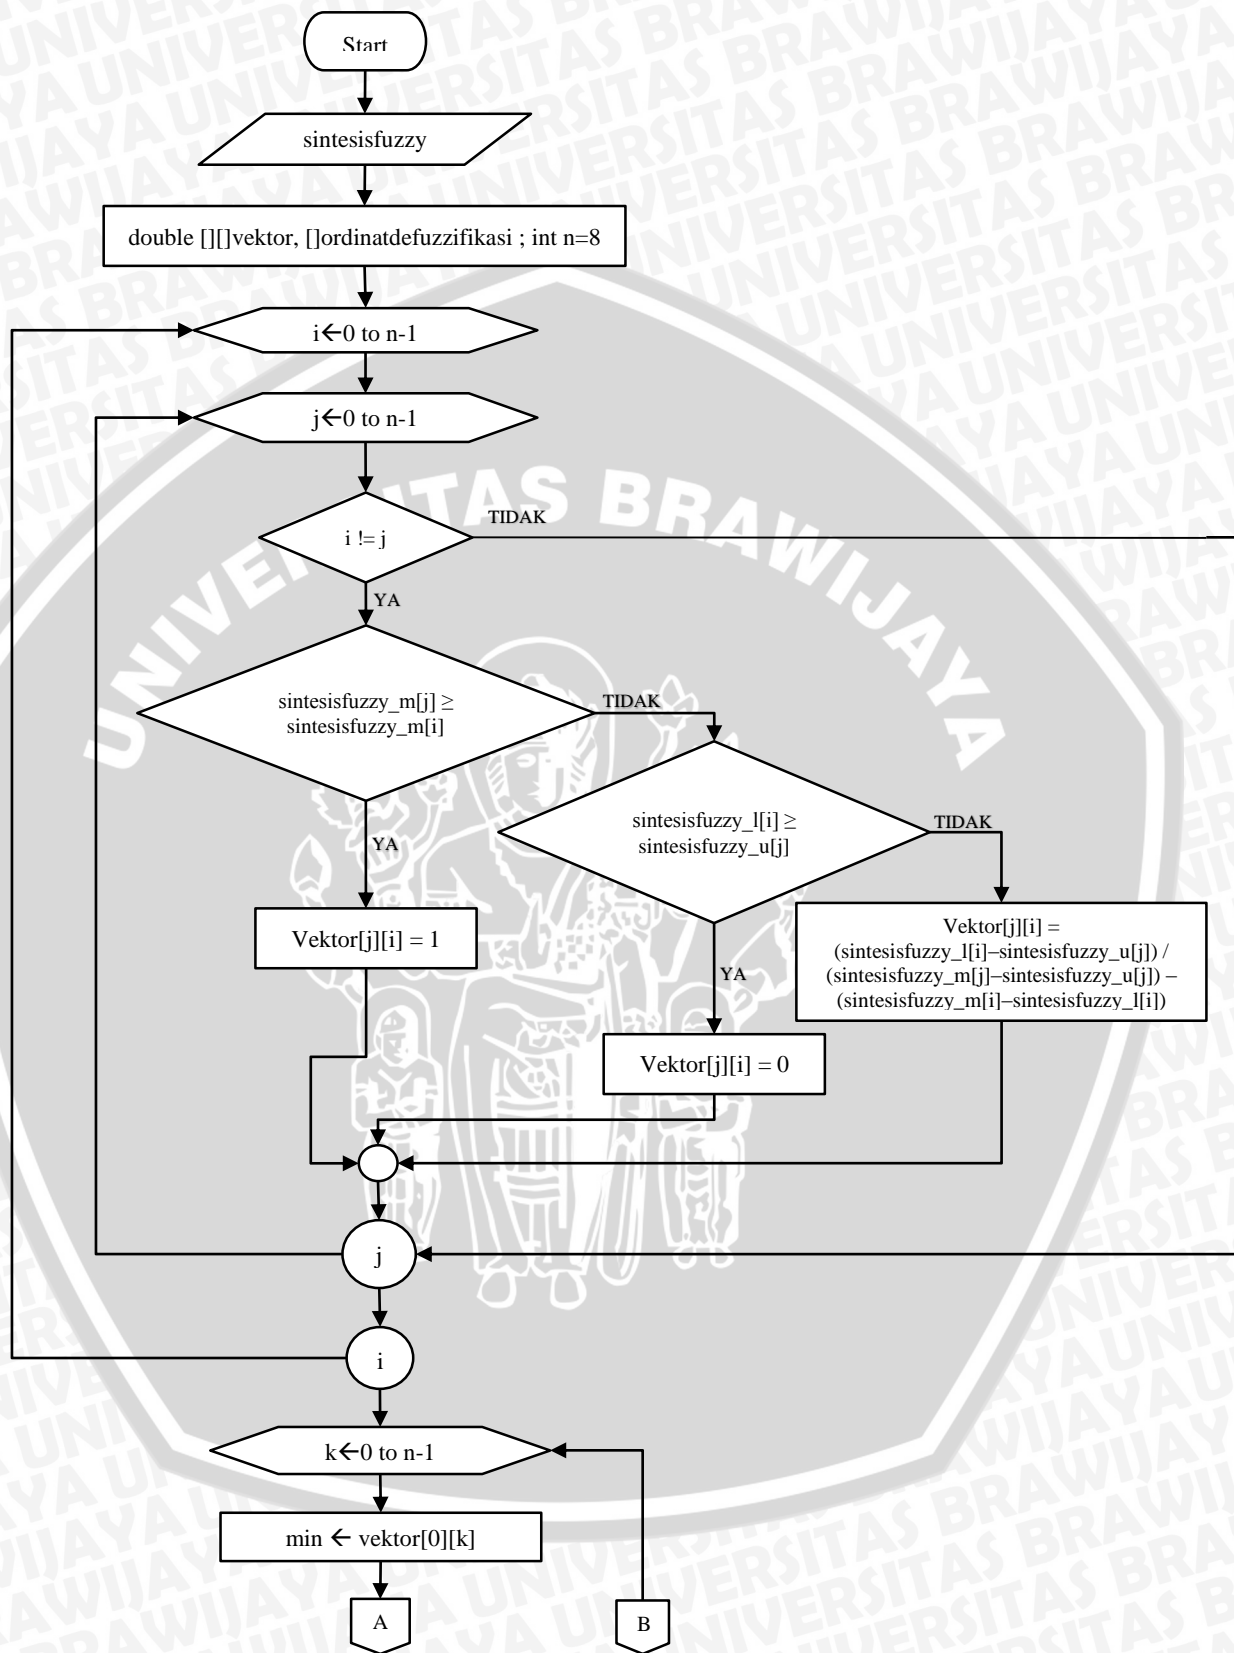 Start
sintesisfuzzy
double [][]vektor, []ordinatdefuzzifikasi ; int n=8
i←0 to n-1
j←0 to n-1
i != j
TIDAK
YA
sintesisfuzzy_m[j] ≥
sintesisfuzzy_m[i]
TIDAK
YA
sintesisfuzzy_l[i] ≥
sintesisfuzzy_u[j]
TIDAK
YA
Vektor[j][i] = 1
Vektor[j][i] =
(sintesisfuzzy_l[i]–sintesisfuzzy_u[j]) /
(sintesisfuzzy_m[j]–sintesisfuzzy_u[j]) –
(sintesisfuzzy_m[i]–sintesisfuzzy_l[i])
Vektor[j][i] = 0
j
i
k←0 to n-1
min ← vektor[0][k]
A
B
UNIVERSITAS BRAWIJAYA